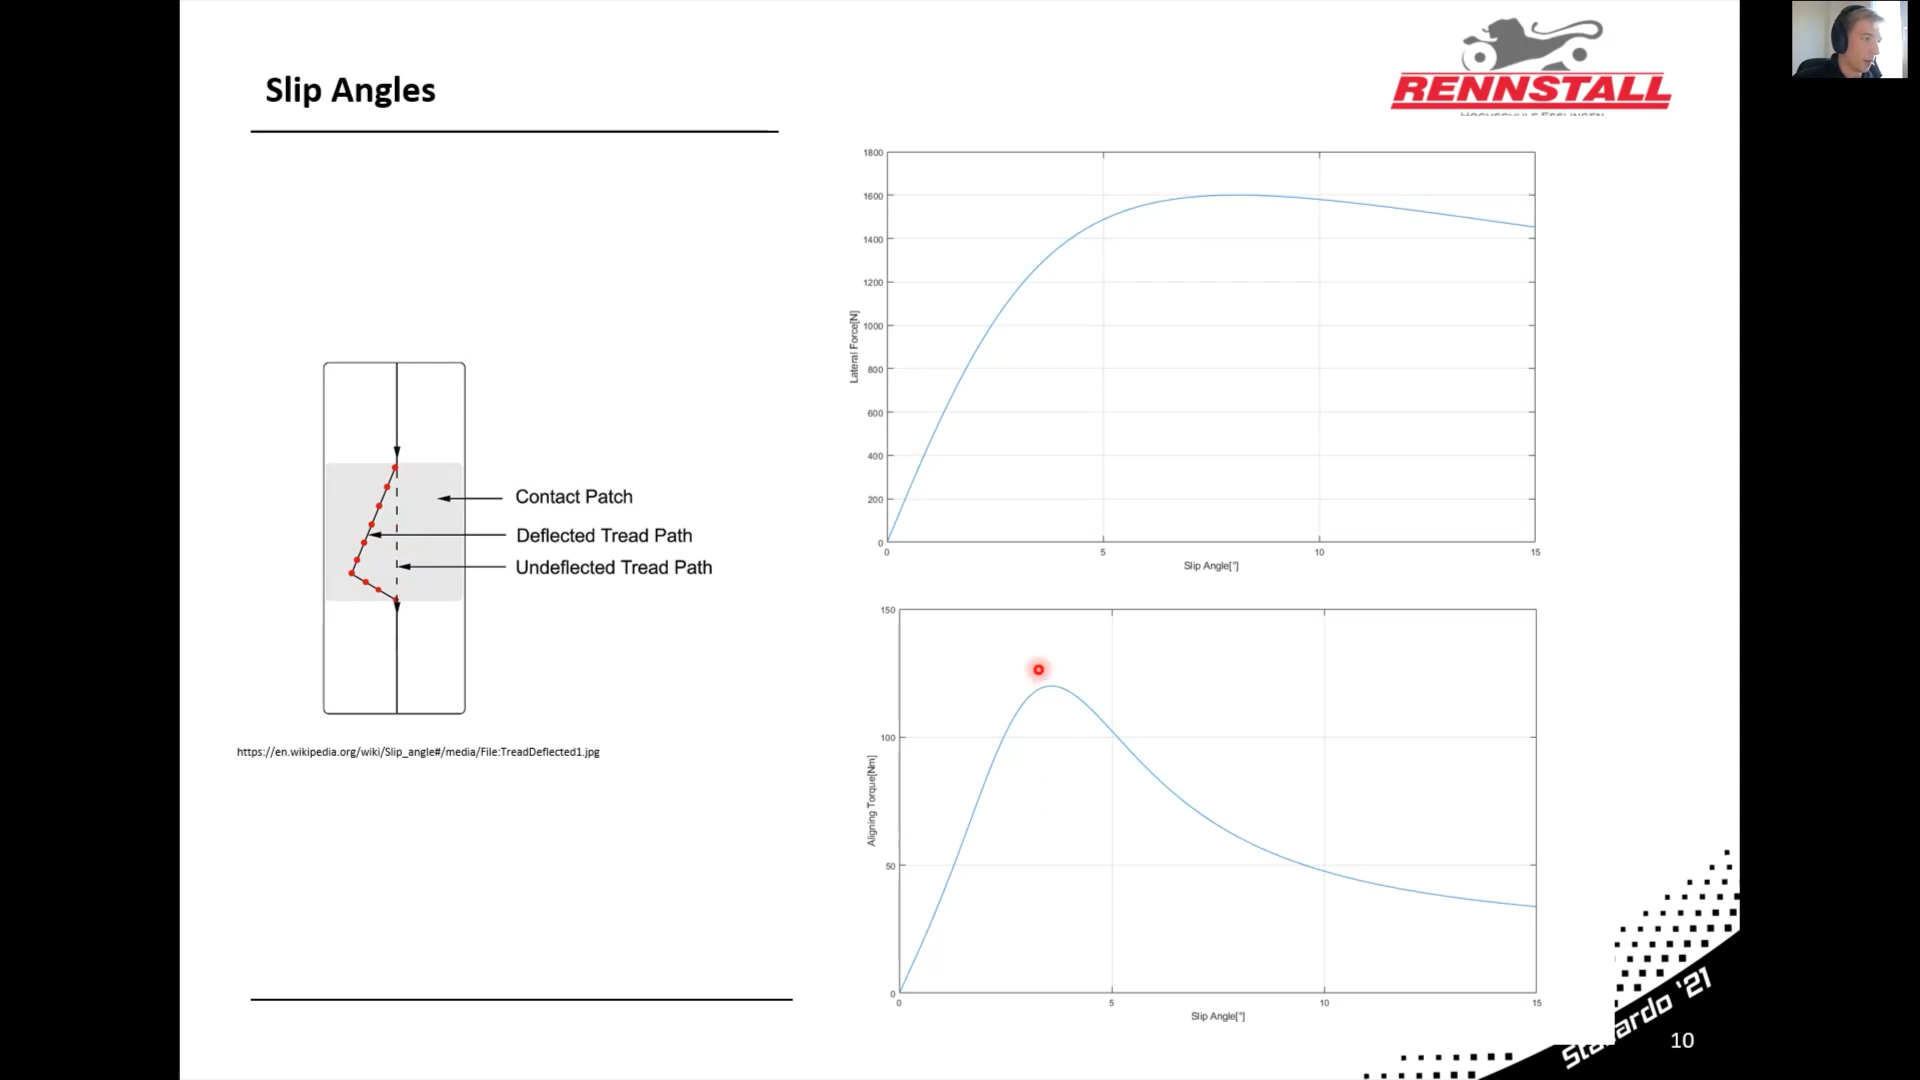 Slip Angles
RENNSTALL
1800
1600
1400
1200
1000
800
600
400
200
0
Lateral Force[N]
0 5 10 15
Slip Angle[°]
Contact Patch
Deflected Tread Path
Undeflected Tread Path
https://en.wikipedia.org/wiki/Slip_angle#/media/File:TreadDeflected1.jpg
150
100
50
0
Aligning Torque[Nm]
0 5 10 15
Slip Angle[°]
'21
10